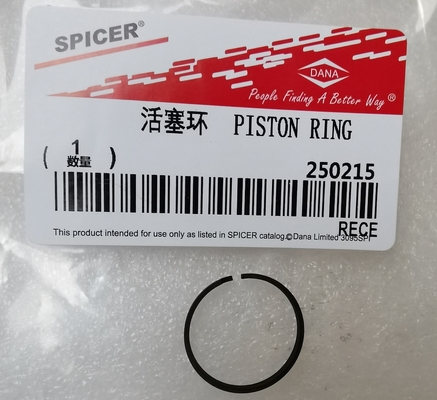 SPICER®
DANA
People Finding A Better Way ®
活塞环 PISTON RING
( 1 )
数量
250215
RECE
This product intended for use only as listed in SPICER catalog.©Dana Limited 3095SPI